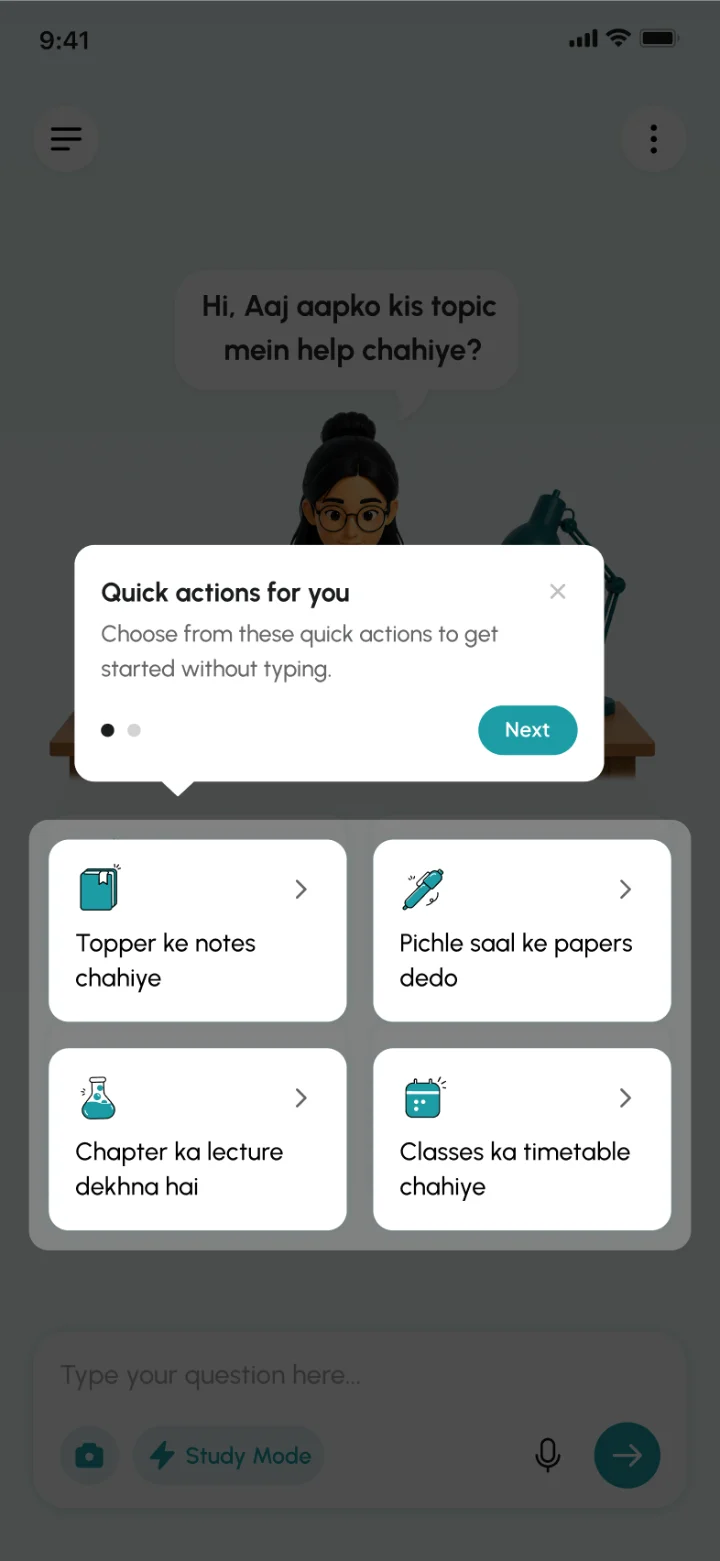 9:41
Hi, Aaj aapko kis topic
mein help chahiye?
Quick actions for you
Choose from these quick actions to get
started without typing.
Next
Topper ke notes
chahiye
Pichle saal ke papers
dedo
Chapter ka lecture
dekhna hai
Classes ka timetable
chahiye
Type your question here...
Study Mode